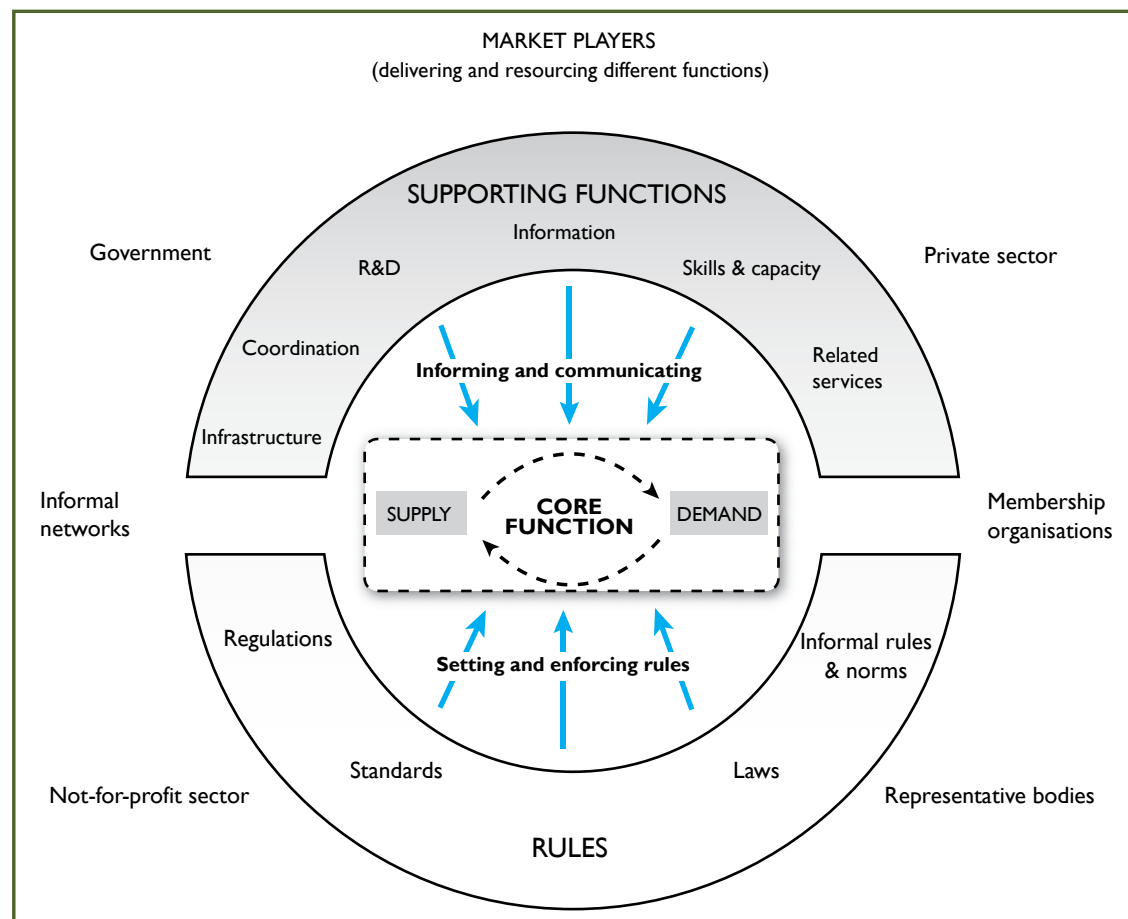 MARKET PLAYERS
(delivering and resourcing different functions)
SUPPORTING FUNCTIONS
Information
Government
Private sector
R&D
Skills & capacity
Coordination
Related
services
Informing and communicating
Infrastructure
Informal
networks
SUPPLY
CORE
FUNCTION
DEMAND
Membership
organisations
Regulations
Informal rules
& norms
Setting and enforcing rules
Standards
Laws
Not-for-profit sector
Representative bodies
RULES